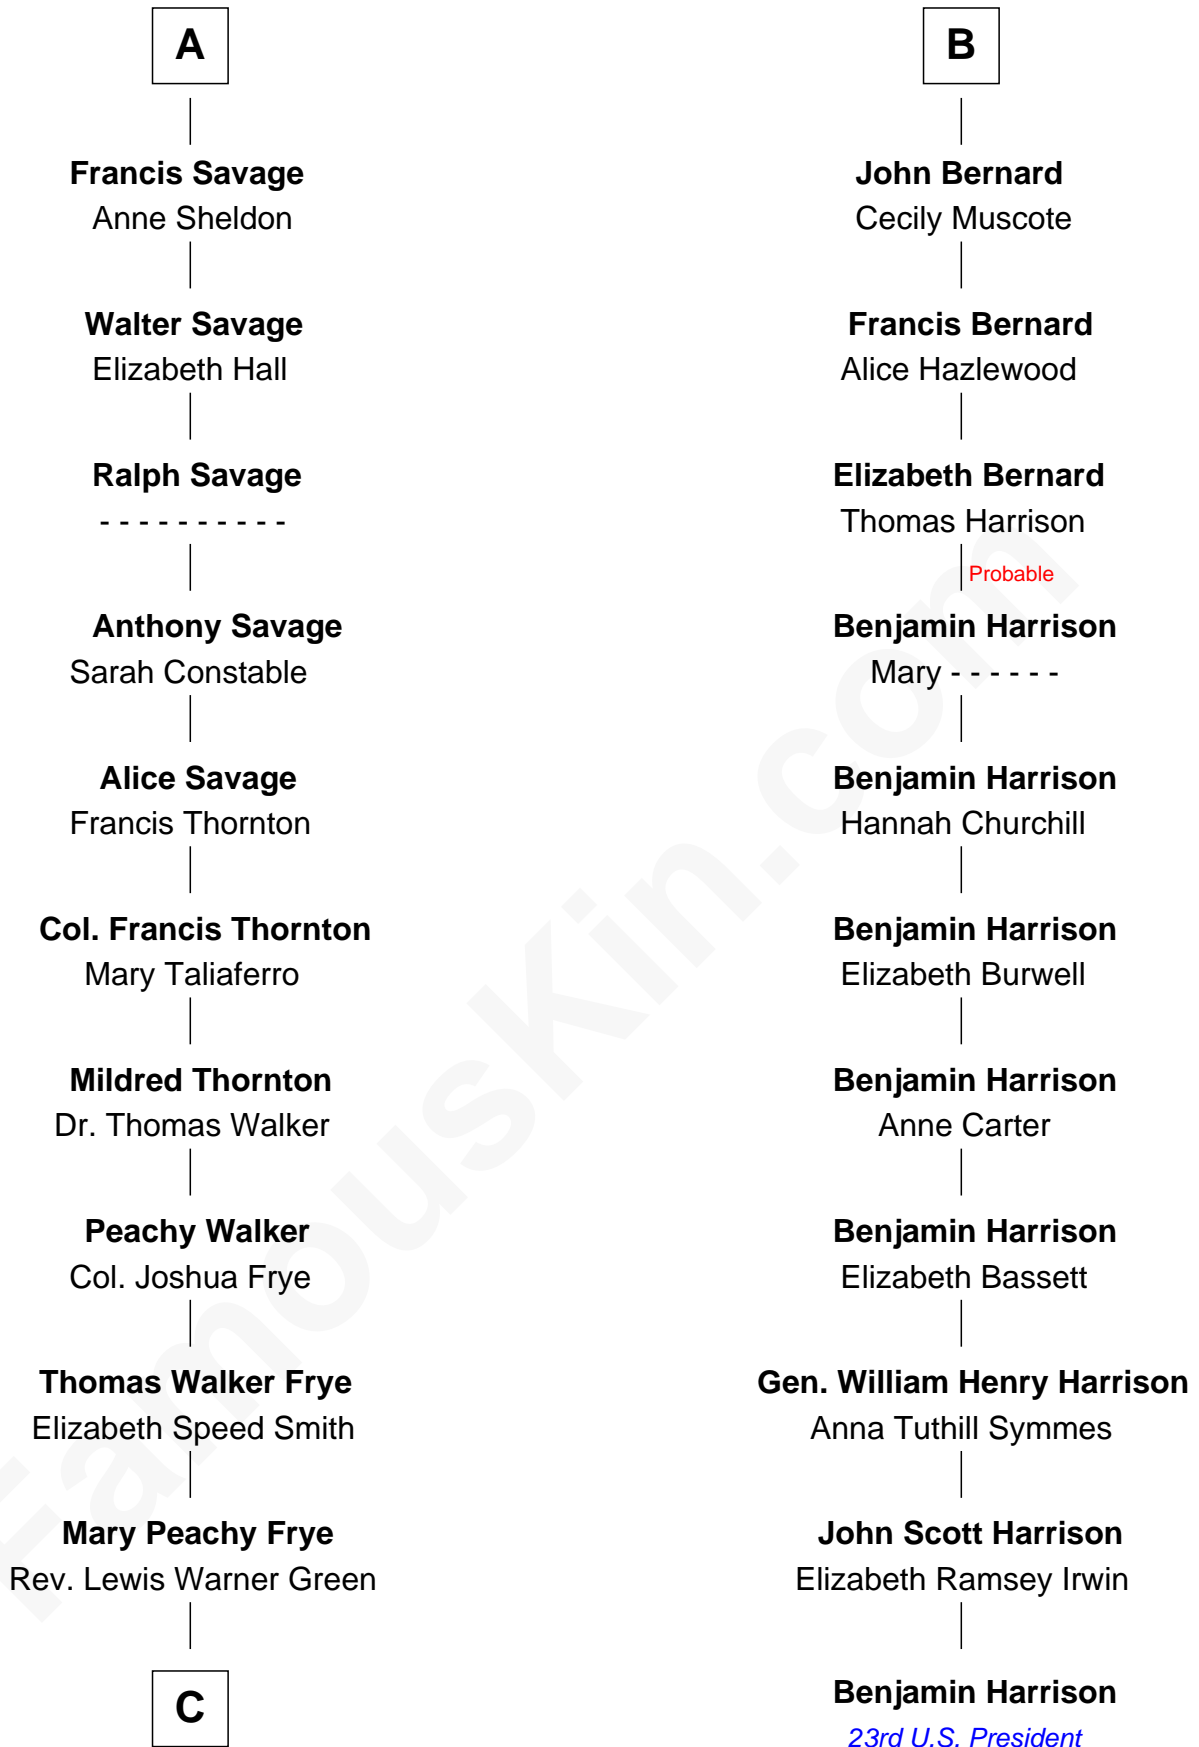 A
Francis Savage
Anne Sheldon
Walter Savage
Elizabeth Hall
Ralph Savage
- - - - - - - - - -
Anthony Savage
Sarah Constable
Alice Savage
Francis Thornton
Col. Francis Thornton
Mary Taliaferro
Mildred Thornton
Dr. Thomas Walker
Peachy Walker
Col. Joshua Frye
Thomas Walker Frye
Elizabeth Speed Smith
Mary Peachy Frye
Rev. Lewis Warner Green
C
B
John Bernard
Cecily Muscote
Francis Bernard
Alice Hazlewood
Elizabeth Bernard
Thomas Harrison
Probable
Benjamin Harrison
Mary - - - - - -
Benjamin Harrison
Hannah Churchill
Benjamin Harrison
Elizabeth Burwell
Benjamin Harrison
Anne Carter
Benjamin Harrison
Elizabeth Bassett
Gen. William Henry Harrison
Anna Tuthill Symmes
John Scott Harrison
Elizabeth Ramsey Irwin
Benjamin Harrison
23rd U.S. President
FamousKin.com